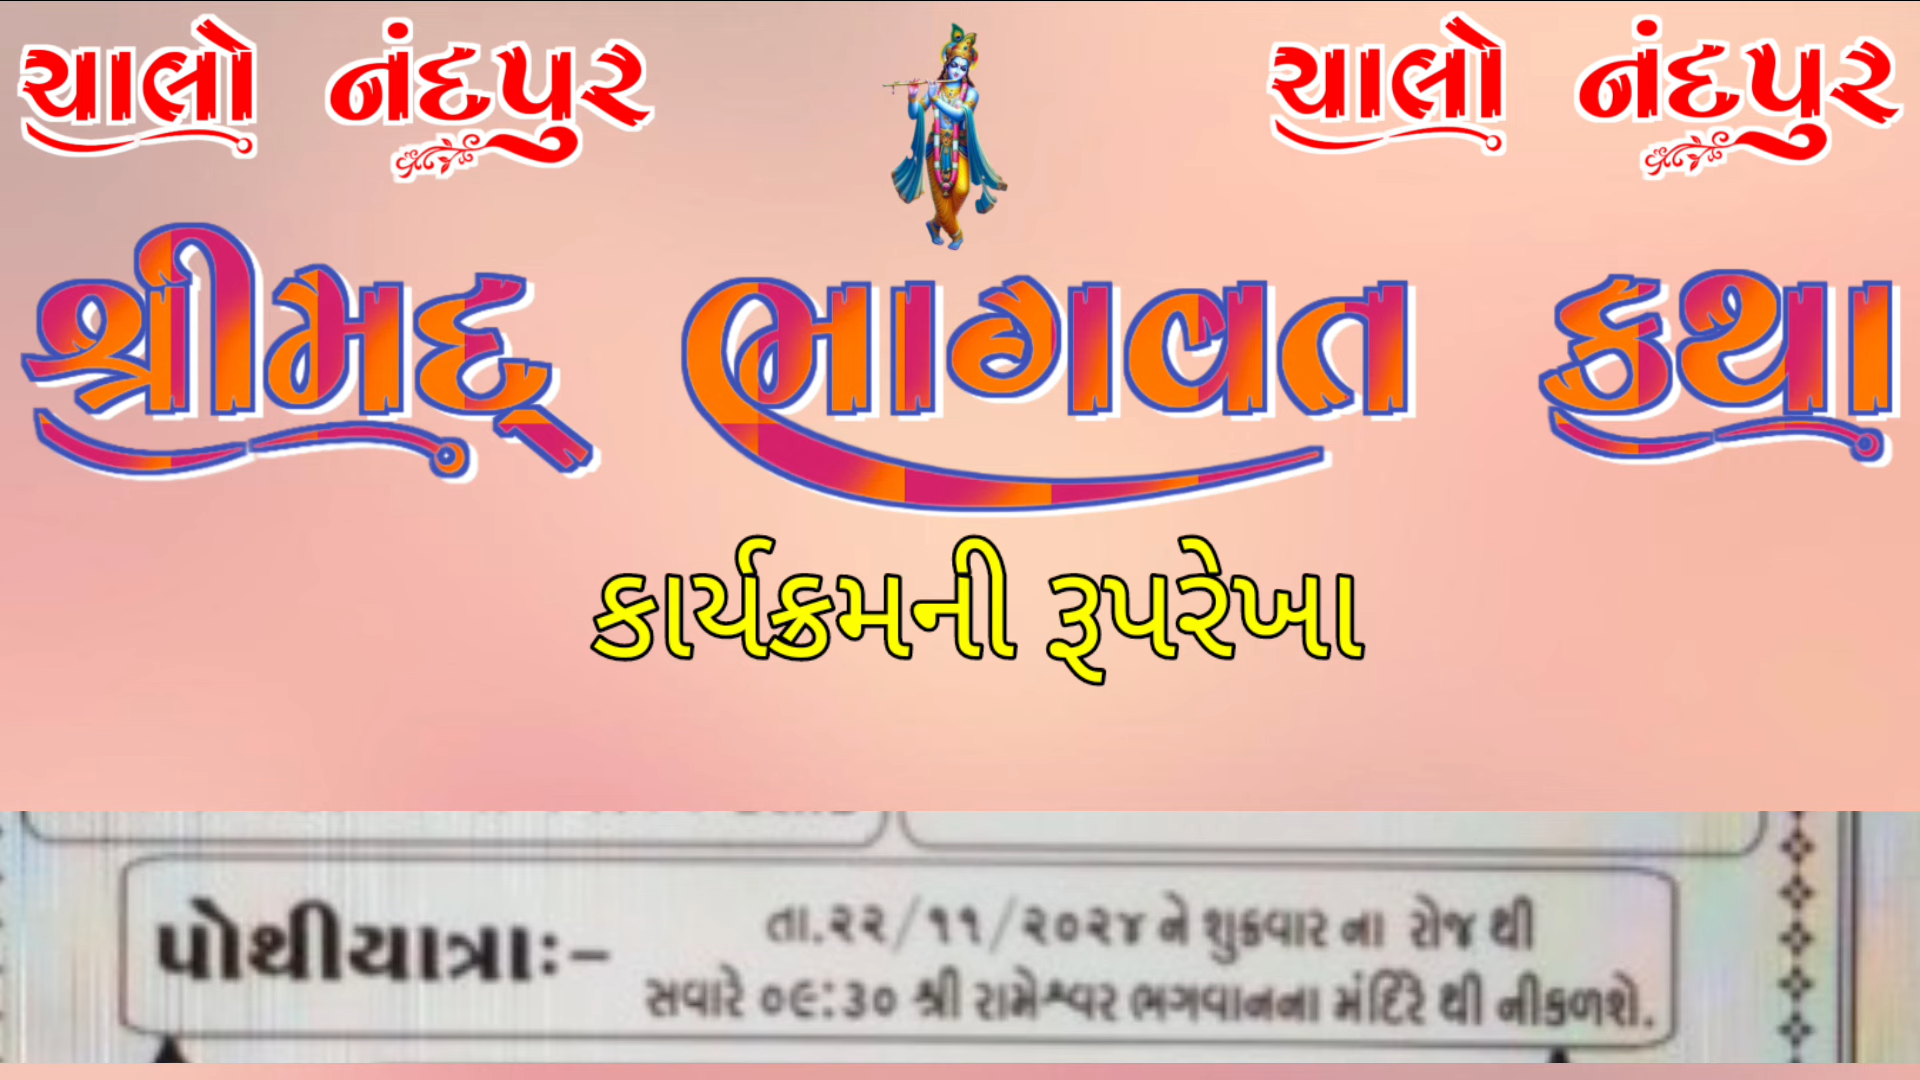 ચાલો નંદપુર
ચાલો નંદપુર
શ્રીમદ્ ભાગવત કથા
કાર્યક્રમની રૂપરેખા
પોથીયાત્રા:-
તા.૨૨/૧૧/૨૦૨૪ ને શુક્રવાર ના રોજ થી
સવારે ૦૯:૩૦ શ્રી રામેશ્વર ભગવાનના મંદિરે થી નીકળશે.